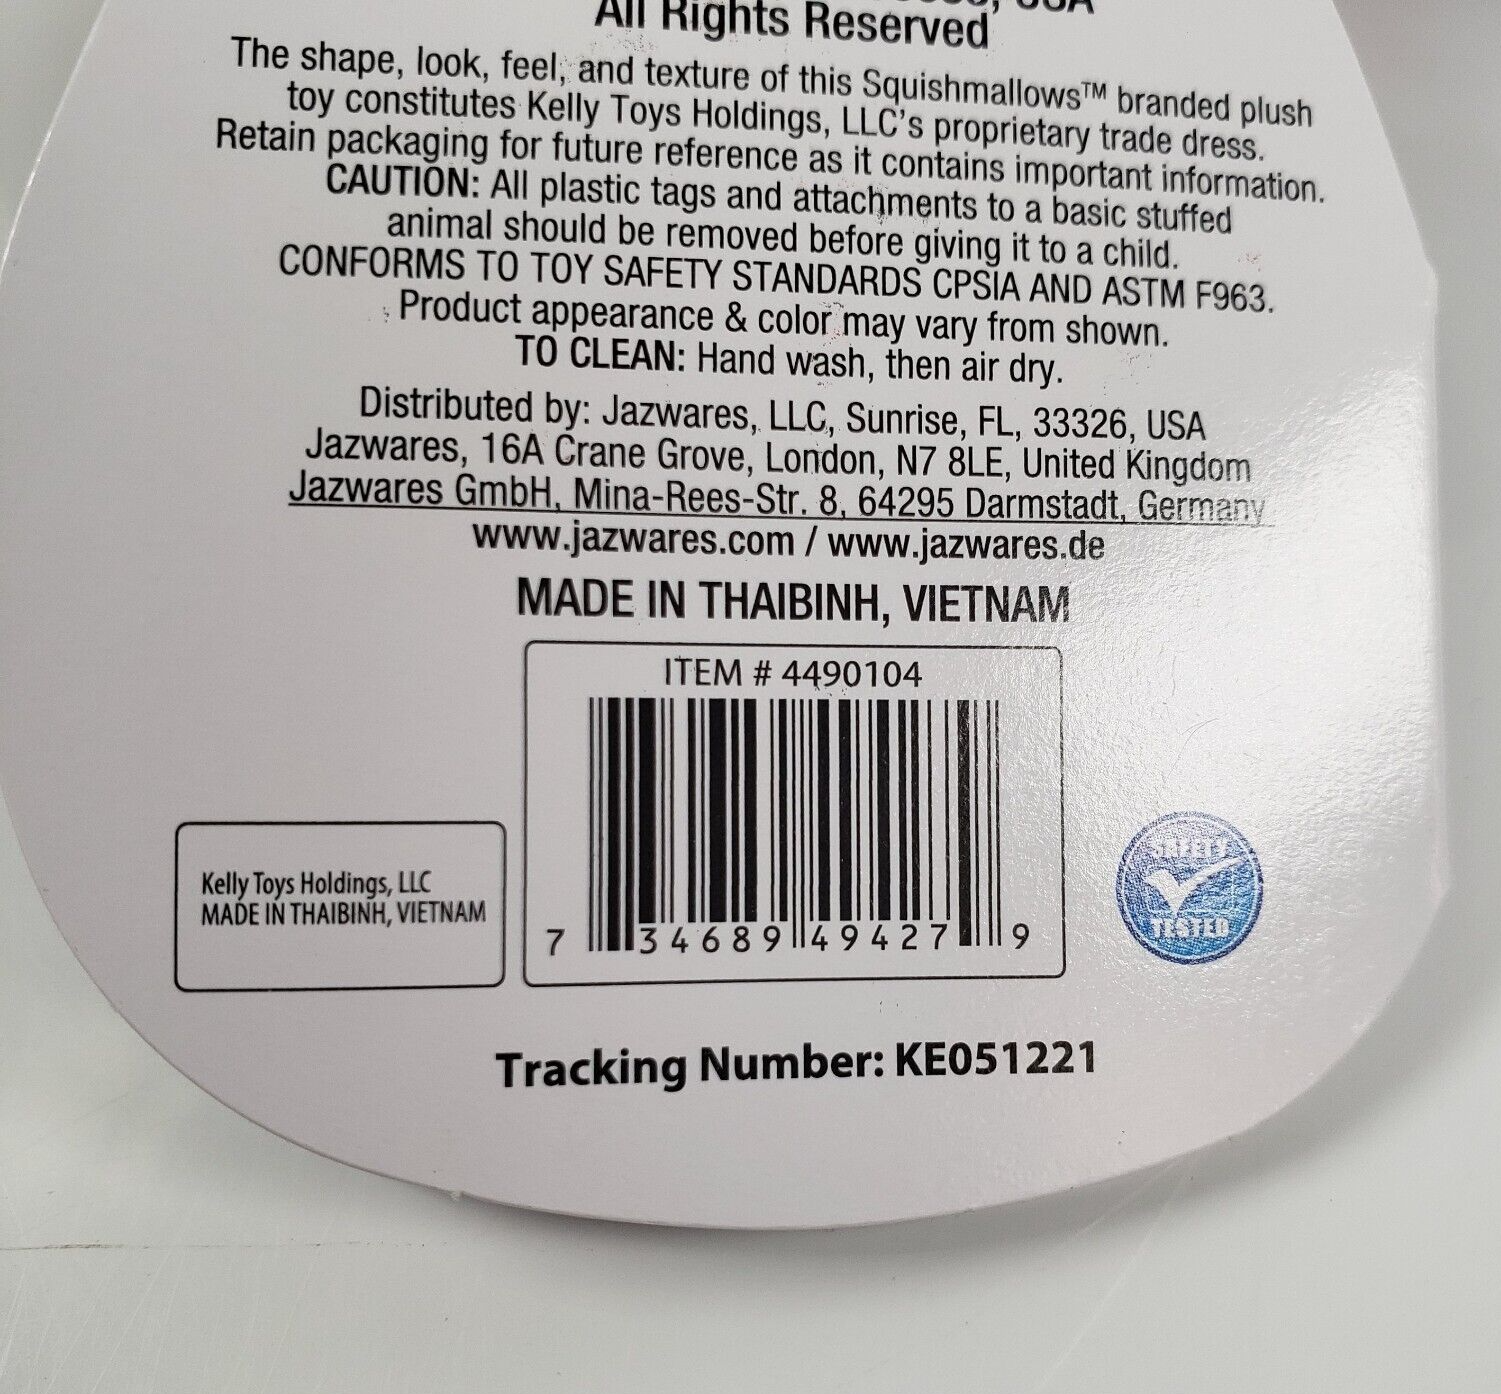 USA
All Rights Reserved
The shape, look, feel, and texture of this Squishmallows™ branded plush
toy constitutes Kelly Toys Holdings, LLC's proprietary trade dress.
Retain packaging for future reference as it contains important information.
CAUTION: All plastic tags and attachments to a basic stuffed
animal should be removed before giving it to a child.
CONFORMS TO TOY SAFETY STANDARDS CPSIA AND ASTM F963.
Product appearance & color may vary from shown.
TO CLEAN: Hand wash, then air dry.
Distributed by: Jazwares, LLC, Sunrise, FL, 33326, USA
Jazwares, 16A Crane Grove, London, N7 8LE, United Kingdom
Jazwares GmbH, Mina-Rees-Str. 8, 64295 Darmstadt, Germany
www.jazwares.com / www.jazwares.de
MADE IN THAIBINH, VIETNAM
ITEM # 4490104
7 34689 49427 9
Kelly Toys Holdings, LLC
MADE IN THAIBINH, VIETNAM
SAFETY
TESTED
Tracking Number: KE051221